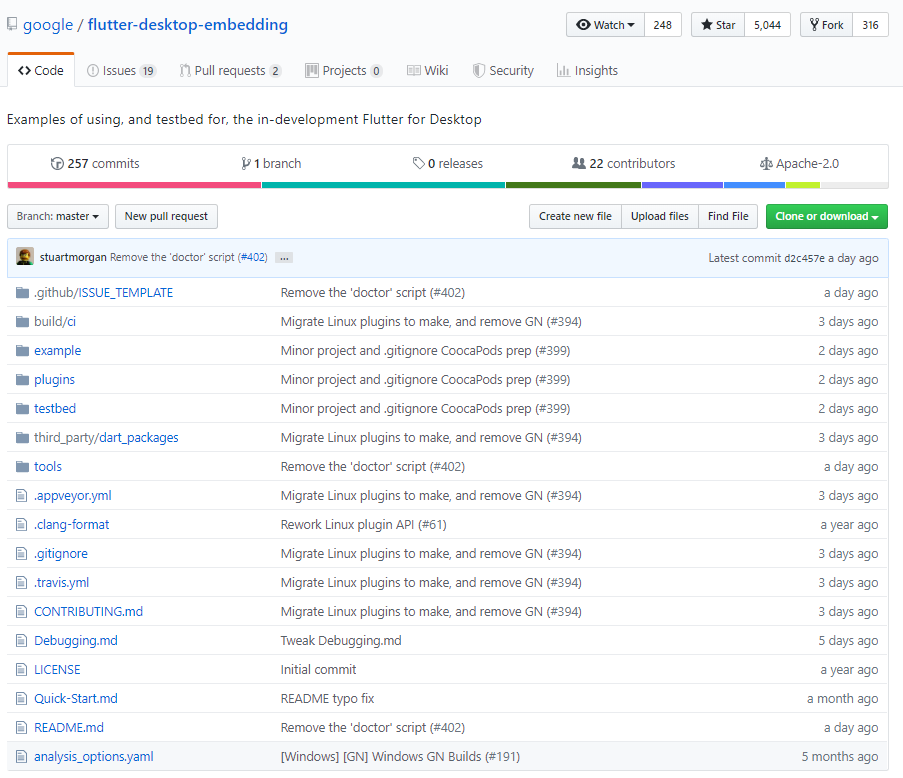 google / flutter-desktop-embedding Watch 248 Star 5,044 Fork 316
Code Issues 19 Pull requests 2 Projects 0 Wiki Security Insights
Examples of using, and testbed for, the in-development Flutter for Desktop
257 commits 1 branch 0 releases 22 contributors Apache-2.0
Branch: master New pull request Create new file Upload files Find File Clone or download
stuartmorgan Remove the 'doctor' script (#402) ... Latest commit d2c457e a day ago
.github/ISSUE_TEMPLATE Remove the 'doctor' script (#402) a day ago
build/ci Migrate Linux plugins to make, and remove GN (#394) 3 days ago
example Minor project and .gitignore CoocaPods prep (#399) 2 days ago
plugins Minor project and .gitignore CoocaPods prep (#399) 2 days ago
testbed Minor project and .gitignore CoocaPods prep (#399) 2 days ago
third_party/dart_packages Migrate Linux plugins to make, and remove GN (#394) 3 days ago
tools Remove the 'doctor' script (#402) a day ago
.appveyor.yml Migrate Linux plugins to make, and remove GN (#394) 3 days ago
.clang-format Rework Linux plugin API (#61) a year ago
.gitignore Migrate Linux plugins to make, and remove GN (#394) 3 days ago
.travis.yml Migrate Linux plugins to make, and remove GN (#394) 3 days ago
CONTRIBUTING.md Migrate Linux plugins to make, and remove GN (#394) 3 days ago
Debugging.md Tweak Debugging.md 5 days ago
LICENSE Initial commit a year ago
Quick-Start.md README typo fix a month ago
README.md Remove the 'doctor' script (#402) a day ago
analysis_options.yaml [Windows] [GN] Windows GN Builds (#191) 5 months ago